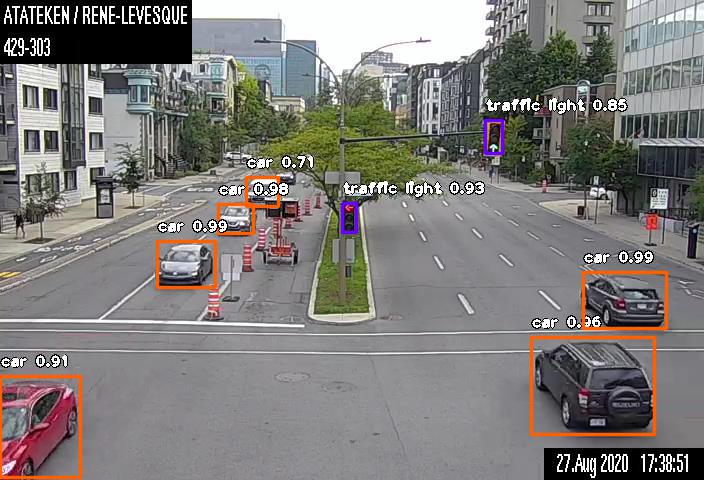 ATATEKEN / RENE-LEVESQUE
429-303
traffic light 0.85
car 0.71
car 0.98
traffic light 0.93
car 0.99
car 0.99
car 0.96
car 0.91
27.Aug 2020 17:38:51